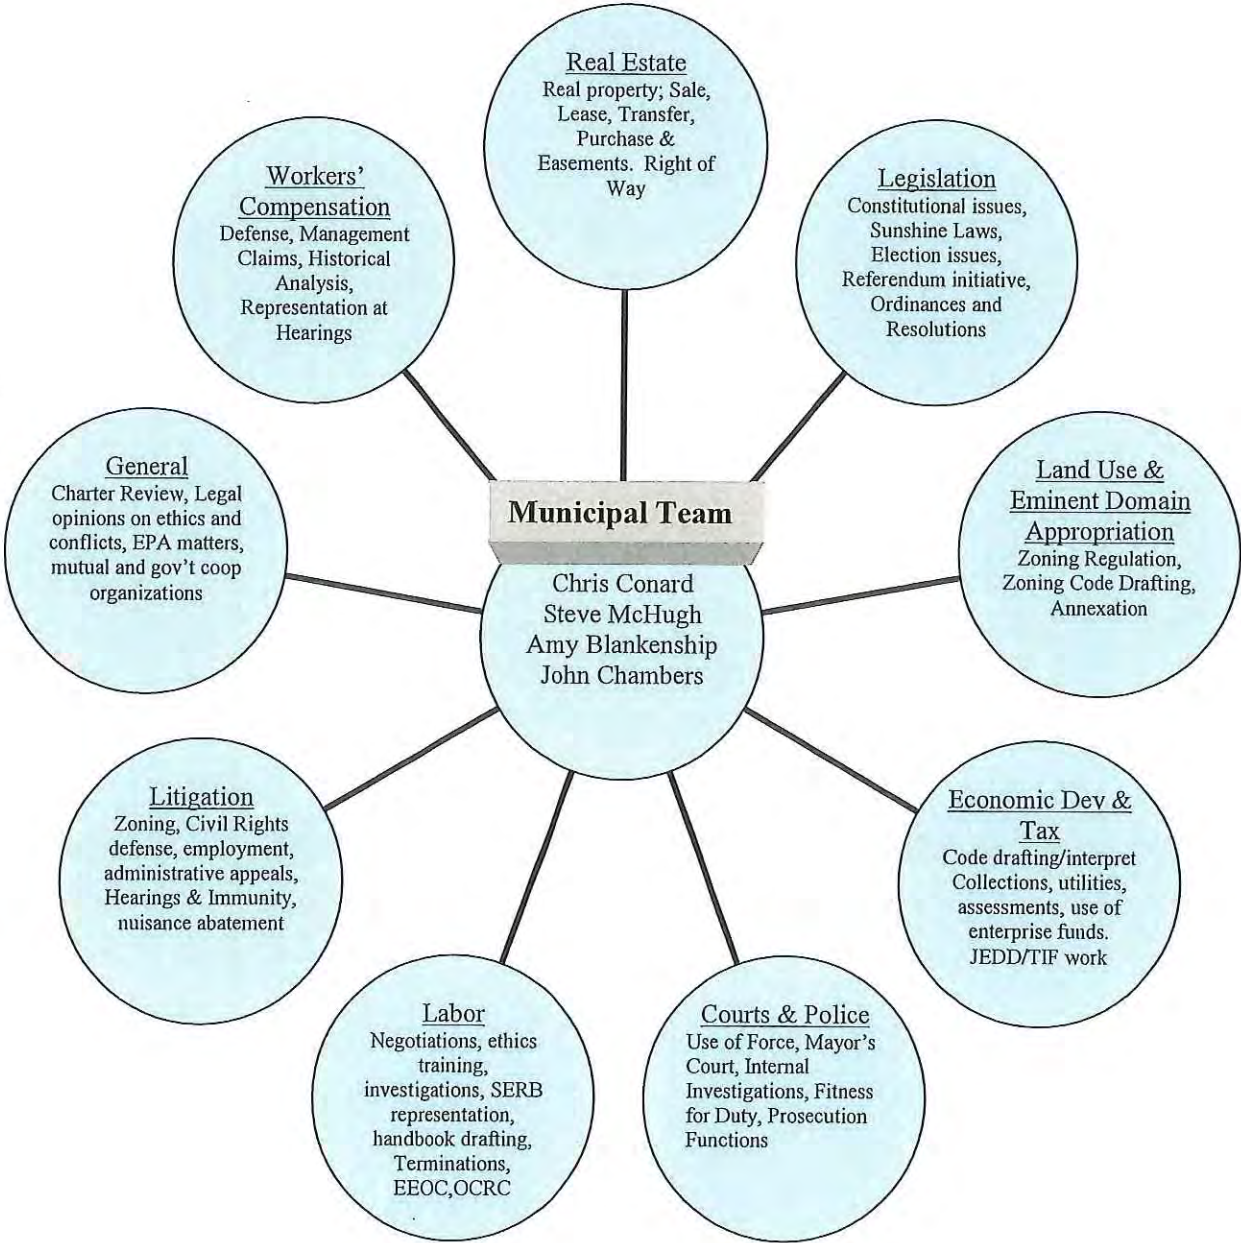 Real Estate
Real property; Sale,
Lease, Transfer,
Purchase &
Easements. Right of
Way
Workers’
Compensation
Defense, Management
Claims, Historical
Analysis,
Representation at
Hearings
Legislation
Constitutional issues,
Sunshine Laws,
Election issues,
Referendum initiative,
Ordinances and
Resolutions
General
Charter Review, Legal
opinions on ethics and
conflicts, EPA matters,
mutual and gov’t coop
organizations
Municipal Team
Chris Conard
Steve McHugh
Amy Blankenship
John Chambers
Land Use &
Eminent Domain
Appropriation
Zoning Regulation,
Zoning Code Drafting,
Annexation
Litigation
Zoning, Civil Rights
defense, employment,
administrative appeals,
Hearings & Immunity,
nuisance abatement
Economic Dev &
Tax
Code drafting/interpret
Collections, utilities,
assessments, use of
enterprise funds.
JEDD/TIF work
Labor
Negotiations, ethics
training,
investigations, SERB
representation,
handbook drafting,
Terminations,
EEOC,OCRC
Courts & Police
Use of Force, Mayor’s
Court, Internal
Investigations, Fitness
for Duty, Prosecution
Functions